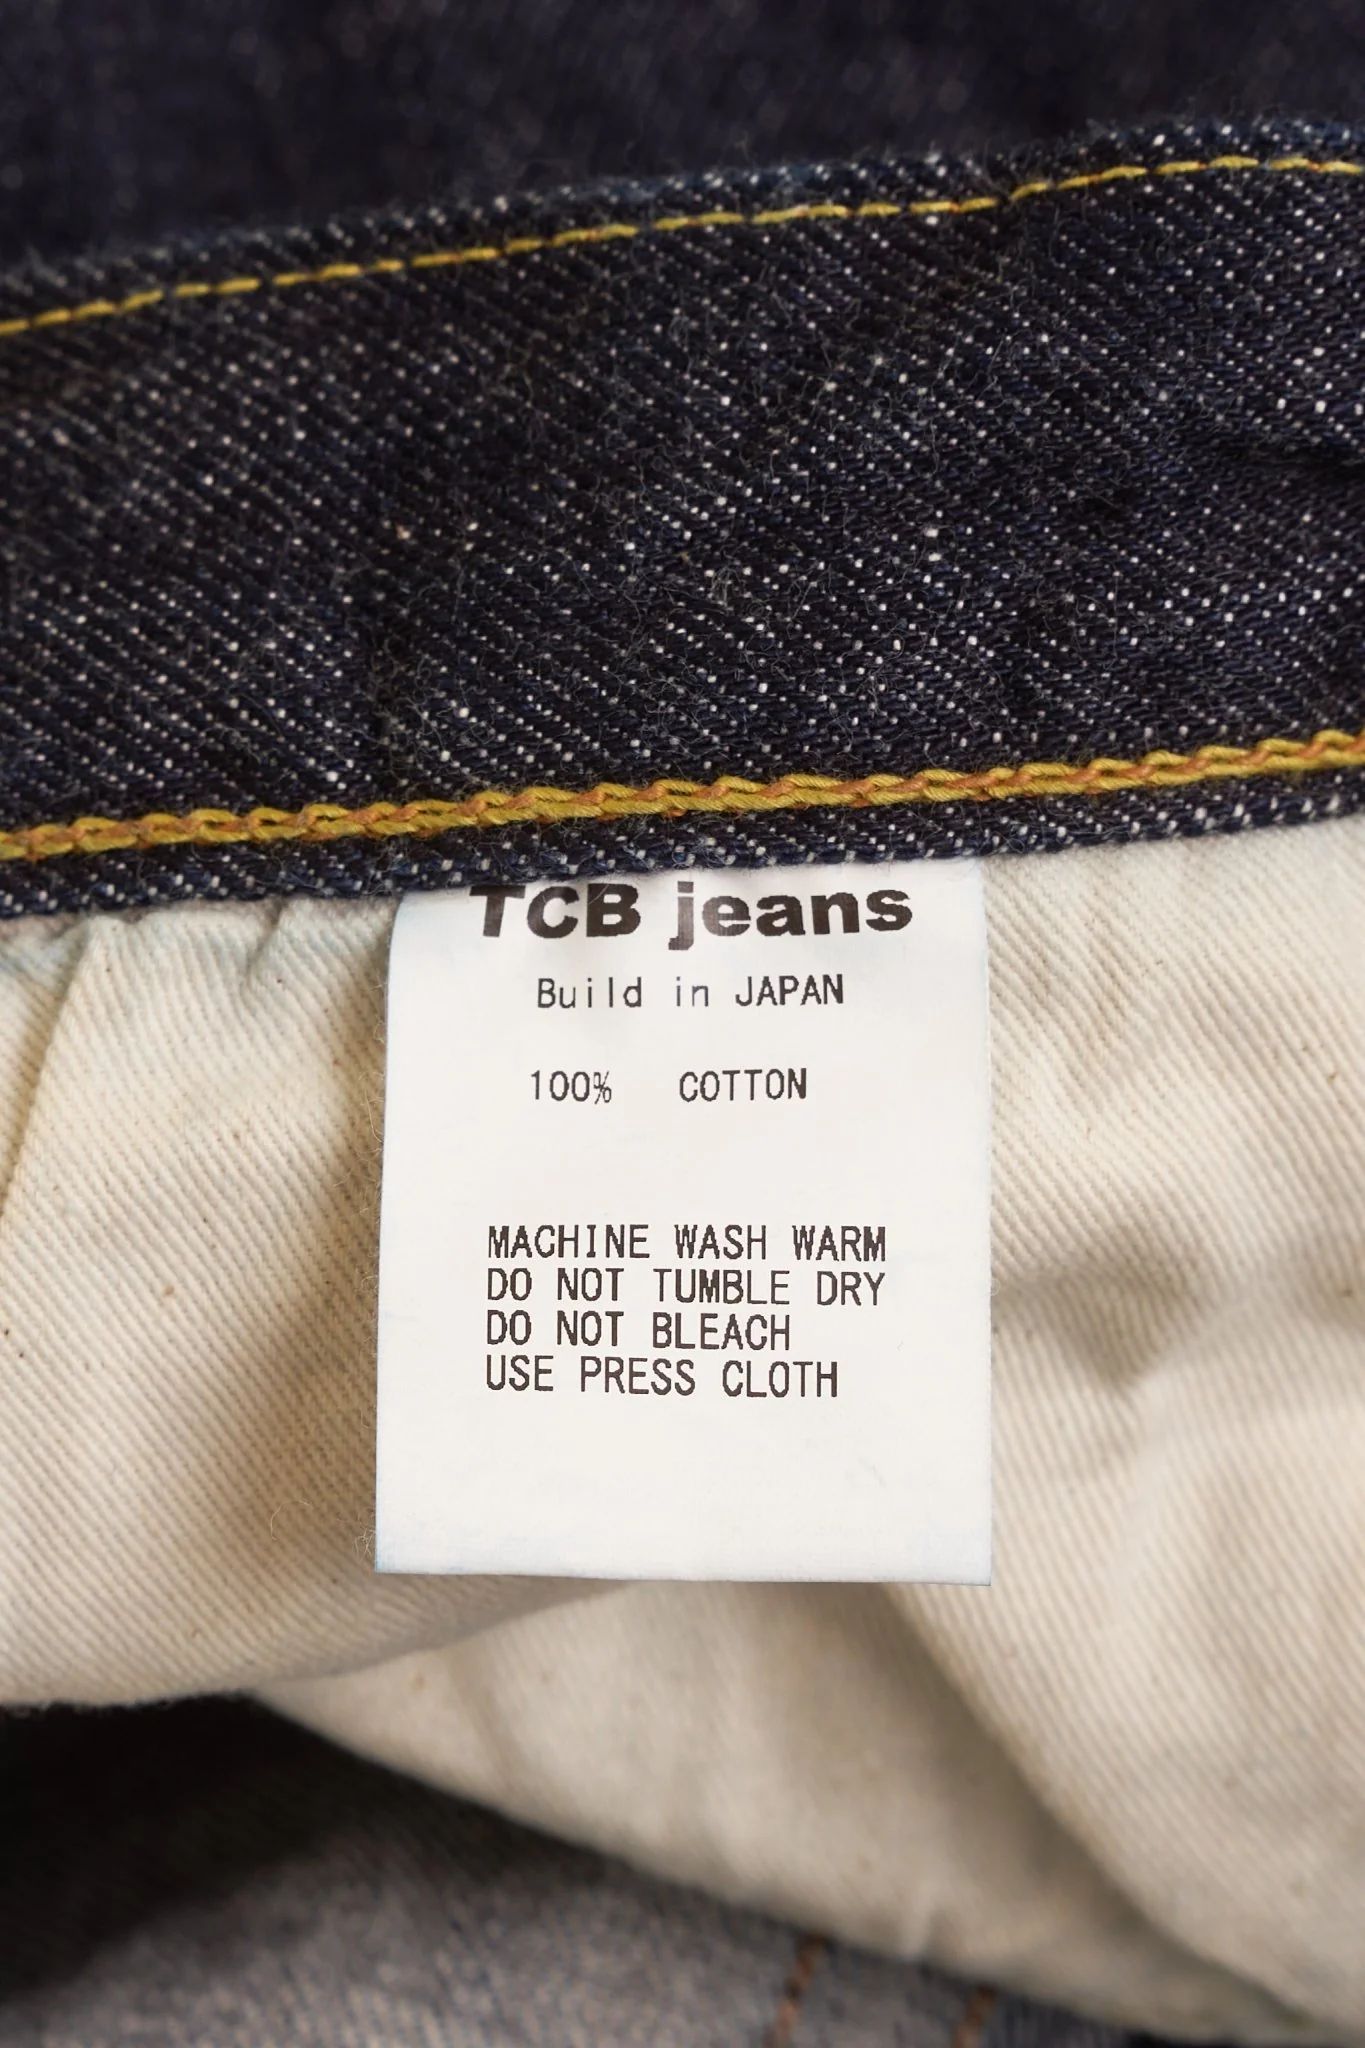 TCB jeans
Build in JAPAN
100% COTTON
MACHINE WASH WARM
DO NOT TUMBLE DRY
DO NOT BLEACH
USE PRESS CLOTH